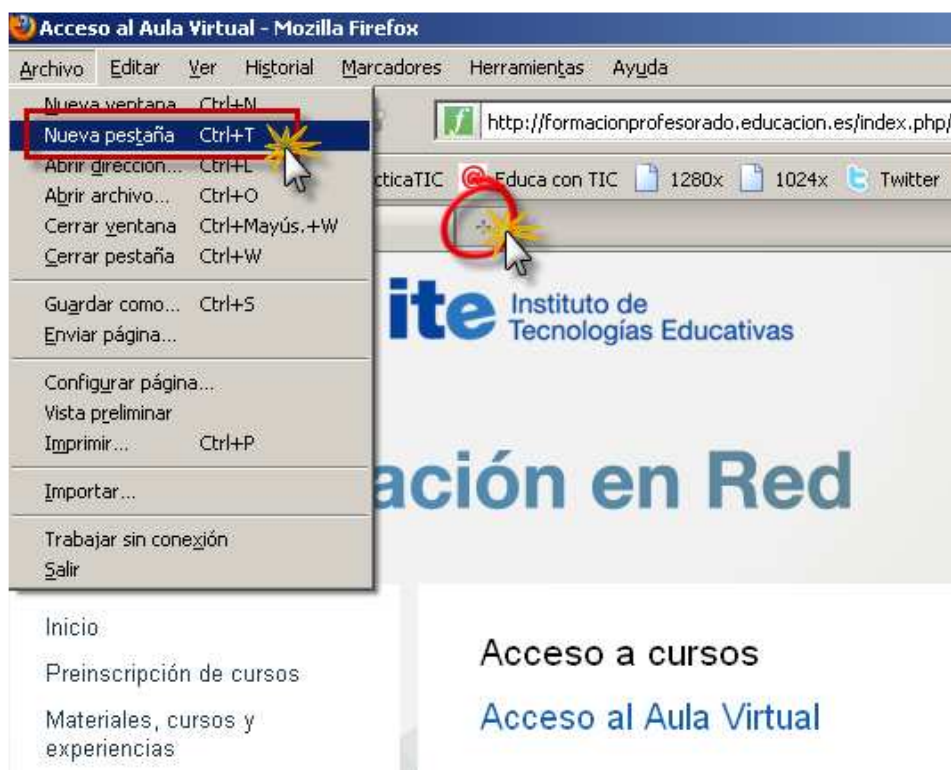 Acceso al Aula Virtual - Mozilla Firefox
Archivo Editar Ver Historial Marcadores Herramientas Ayuda
Nueva ventana Ctrl+N
Nueva pestaña Ctrl+T
Abrir dirección... Ctrl+L
Abrir archivo... Ctrl+O
Cerrar ventana Ctrl+Mayús.+W
Cerrar pestaña Ctrl+W
Guardar como... Ctrl+S
Enviar página...
Configurar página...
Vista preliminar
Imprimir... Ctrl+P
Importar...
Trabajar sin conexión
Salir
http://formacionprofesorado.educacion.es/index.php/
cticaTIC Educa con TIC 1280x 1024x Twitter
ite Instituto de
Tecnologías Educativas
ación en Red
Inicio
Preinscripción de cursos
Materiales, cursos y
experiencias
Acceso a cursos
Acceso al Aula Virtual